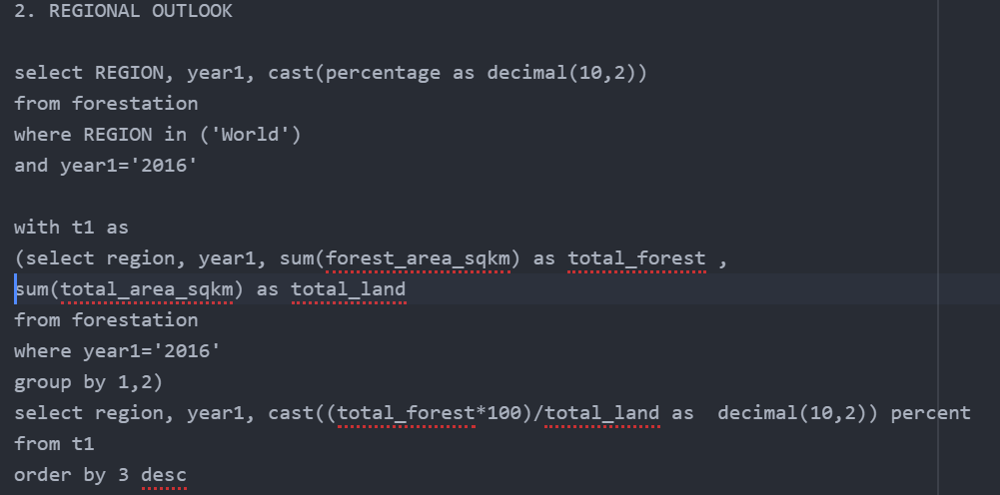 2. REGIONAL OUTLOOK
select REGION, year1, cast(percentage as decimal(10,2))
from forestation
where REGION in ('World')
and year1='2016'
with t1 as
(select region, year1, sum(forest_area_sqkm) as total_forest ,
sum(total_area_sqkm) as total_land
from forestation
where year1='2016'
group by 1,2)
select region, year1, cast((total_forest*100)/total_land as  decimal(10,2)) percent
from t1
order by 3 desc